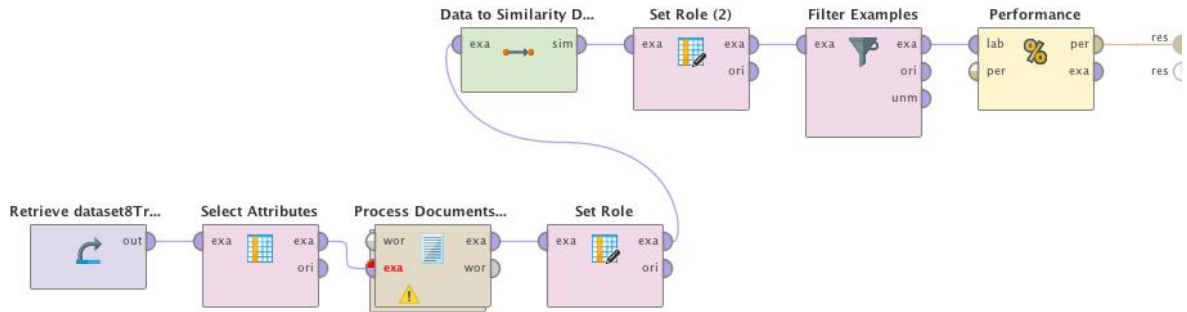 Data to Similarity D... Set Role (2) Filter Examples Performance
exa sim exa exa exa exa lab per res
ori ori per exa res
unm
Retrieve dataset8Tr... Select Attributes Process Documents... Set Role
out exa exa wor exa exa exa
ori exa wor ori